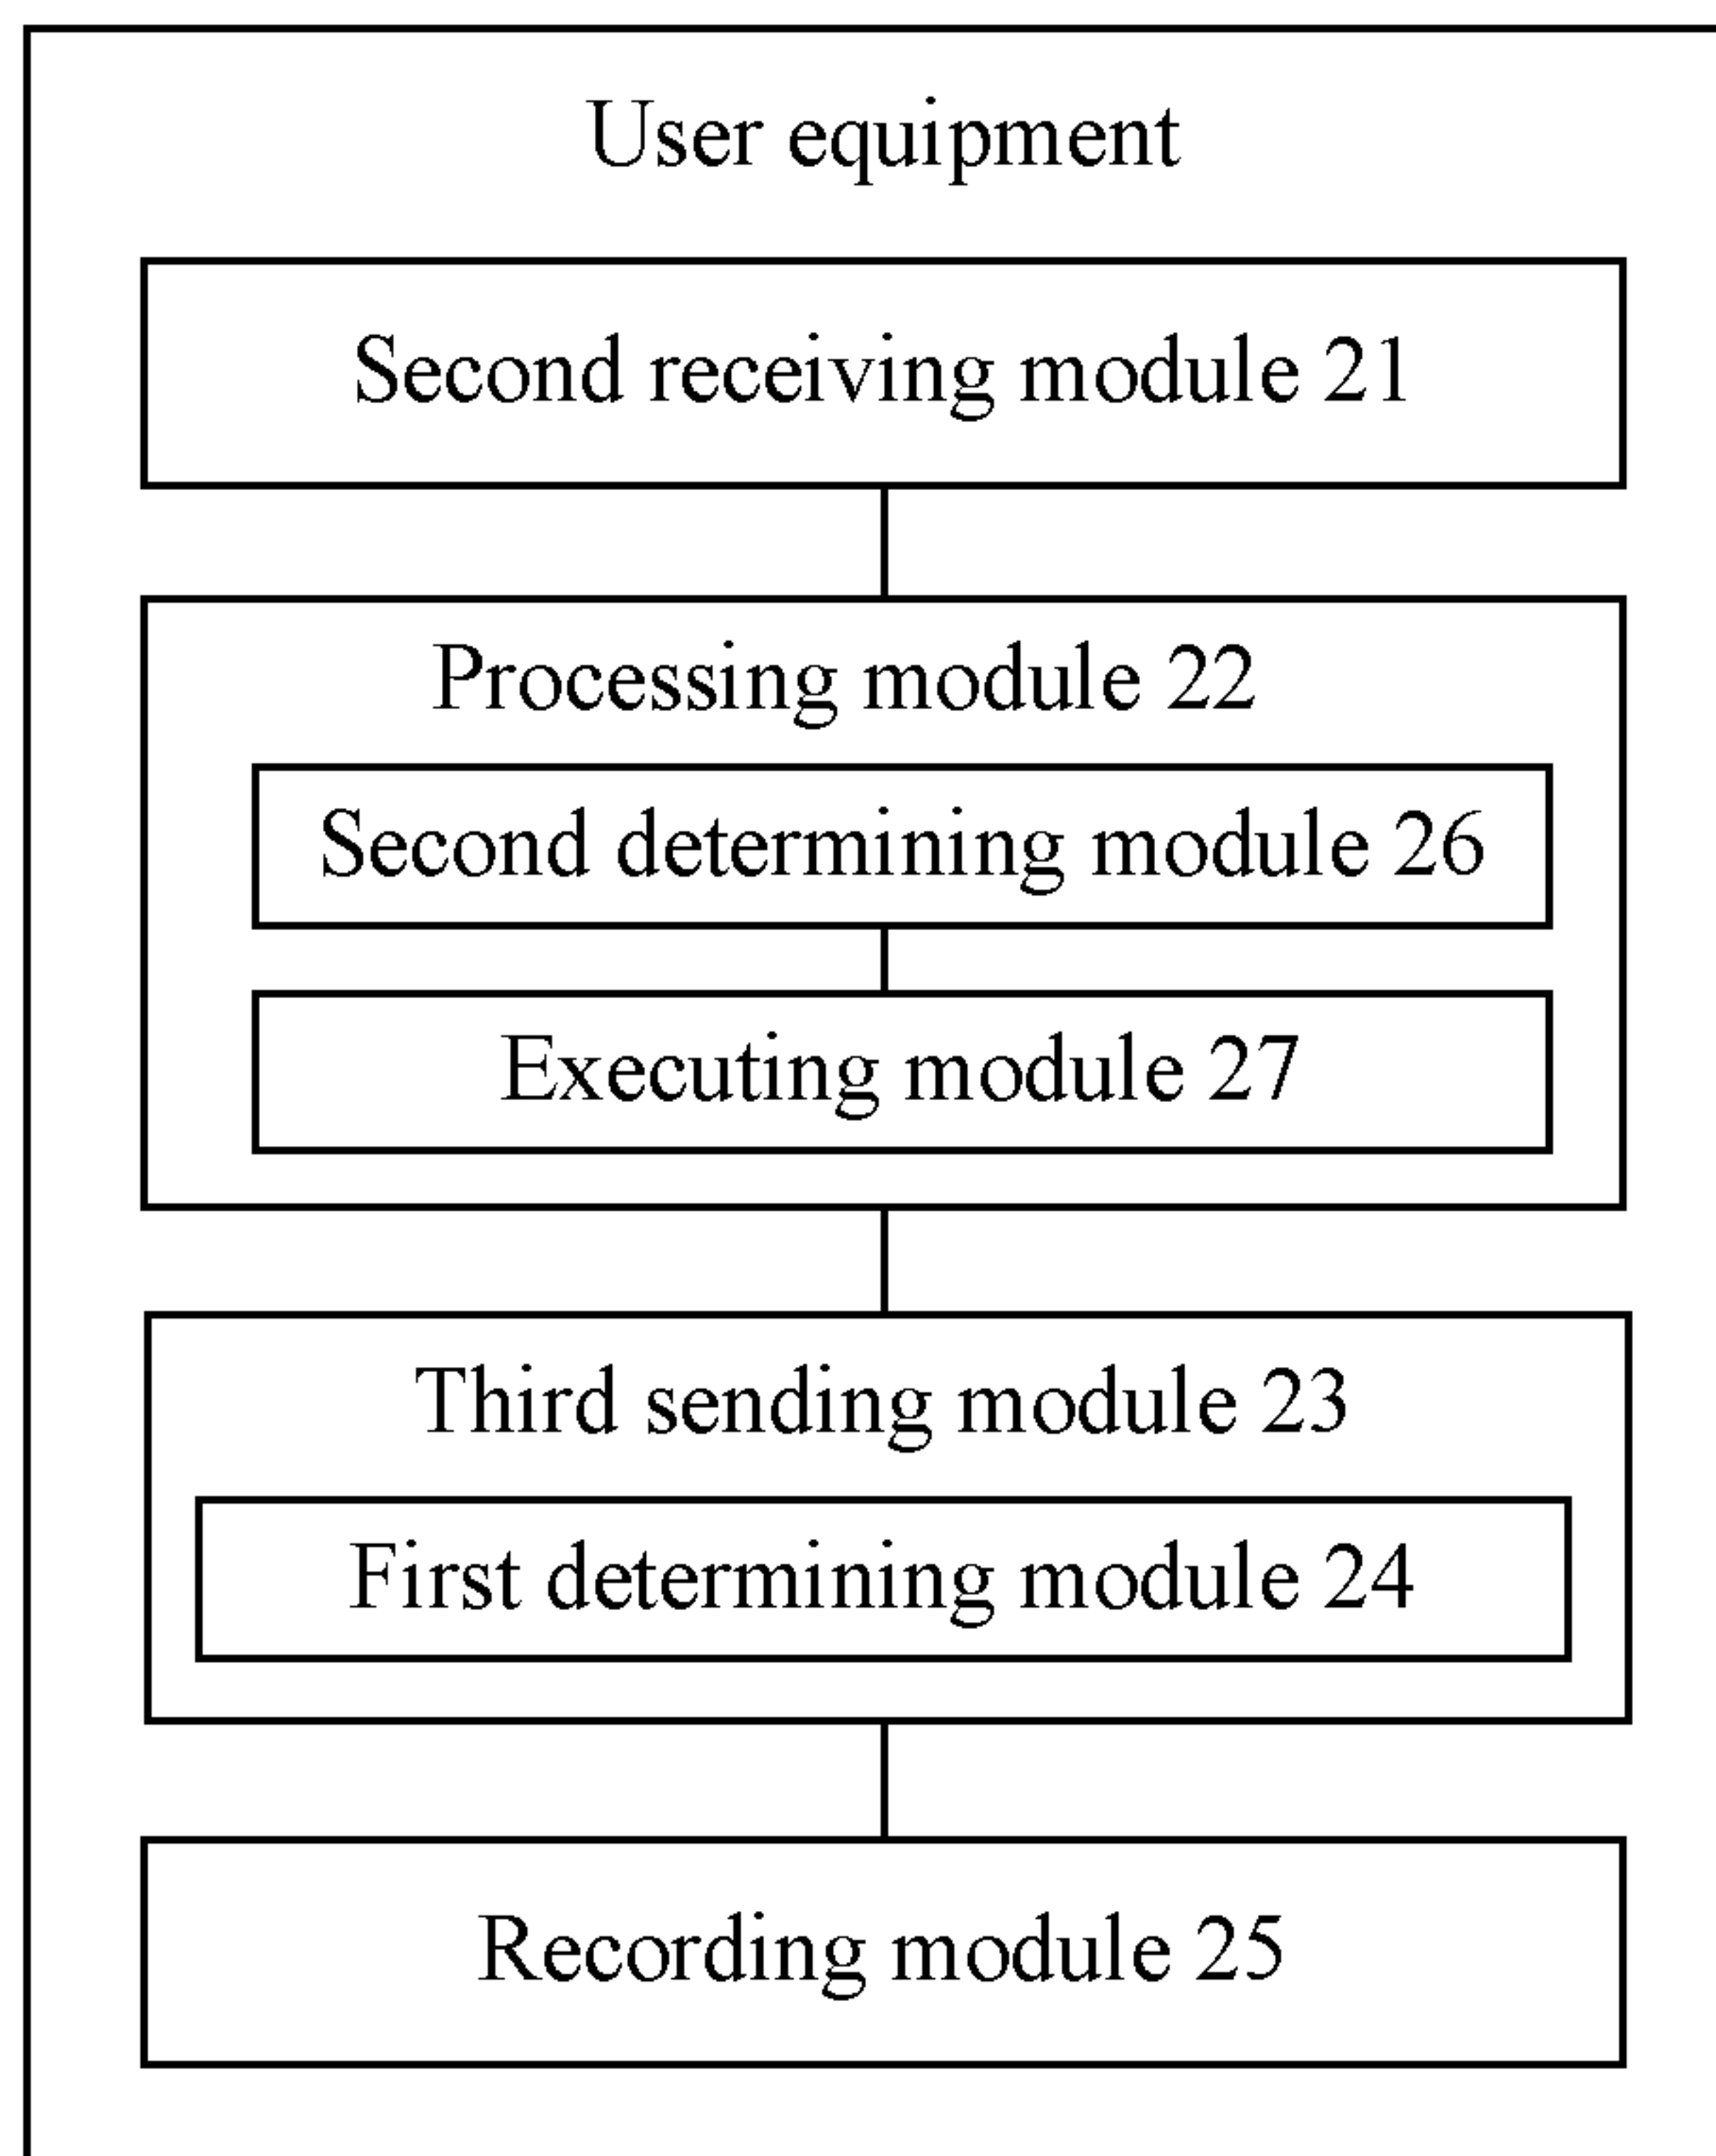 User equipment
Second receiving module 21
Processing module 22
Second determining module 26
Executing module 27
Third sending module 23
First determining module 24
Recording module 25